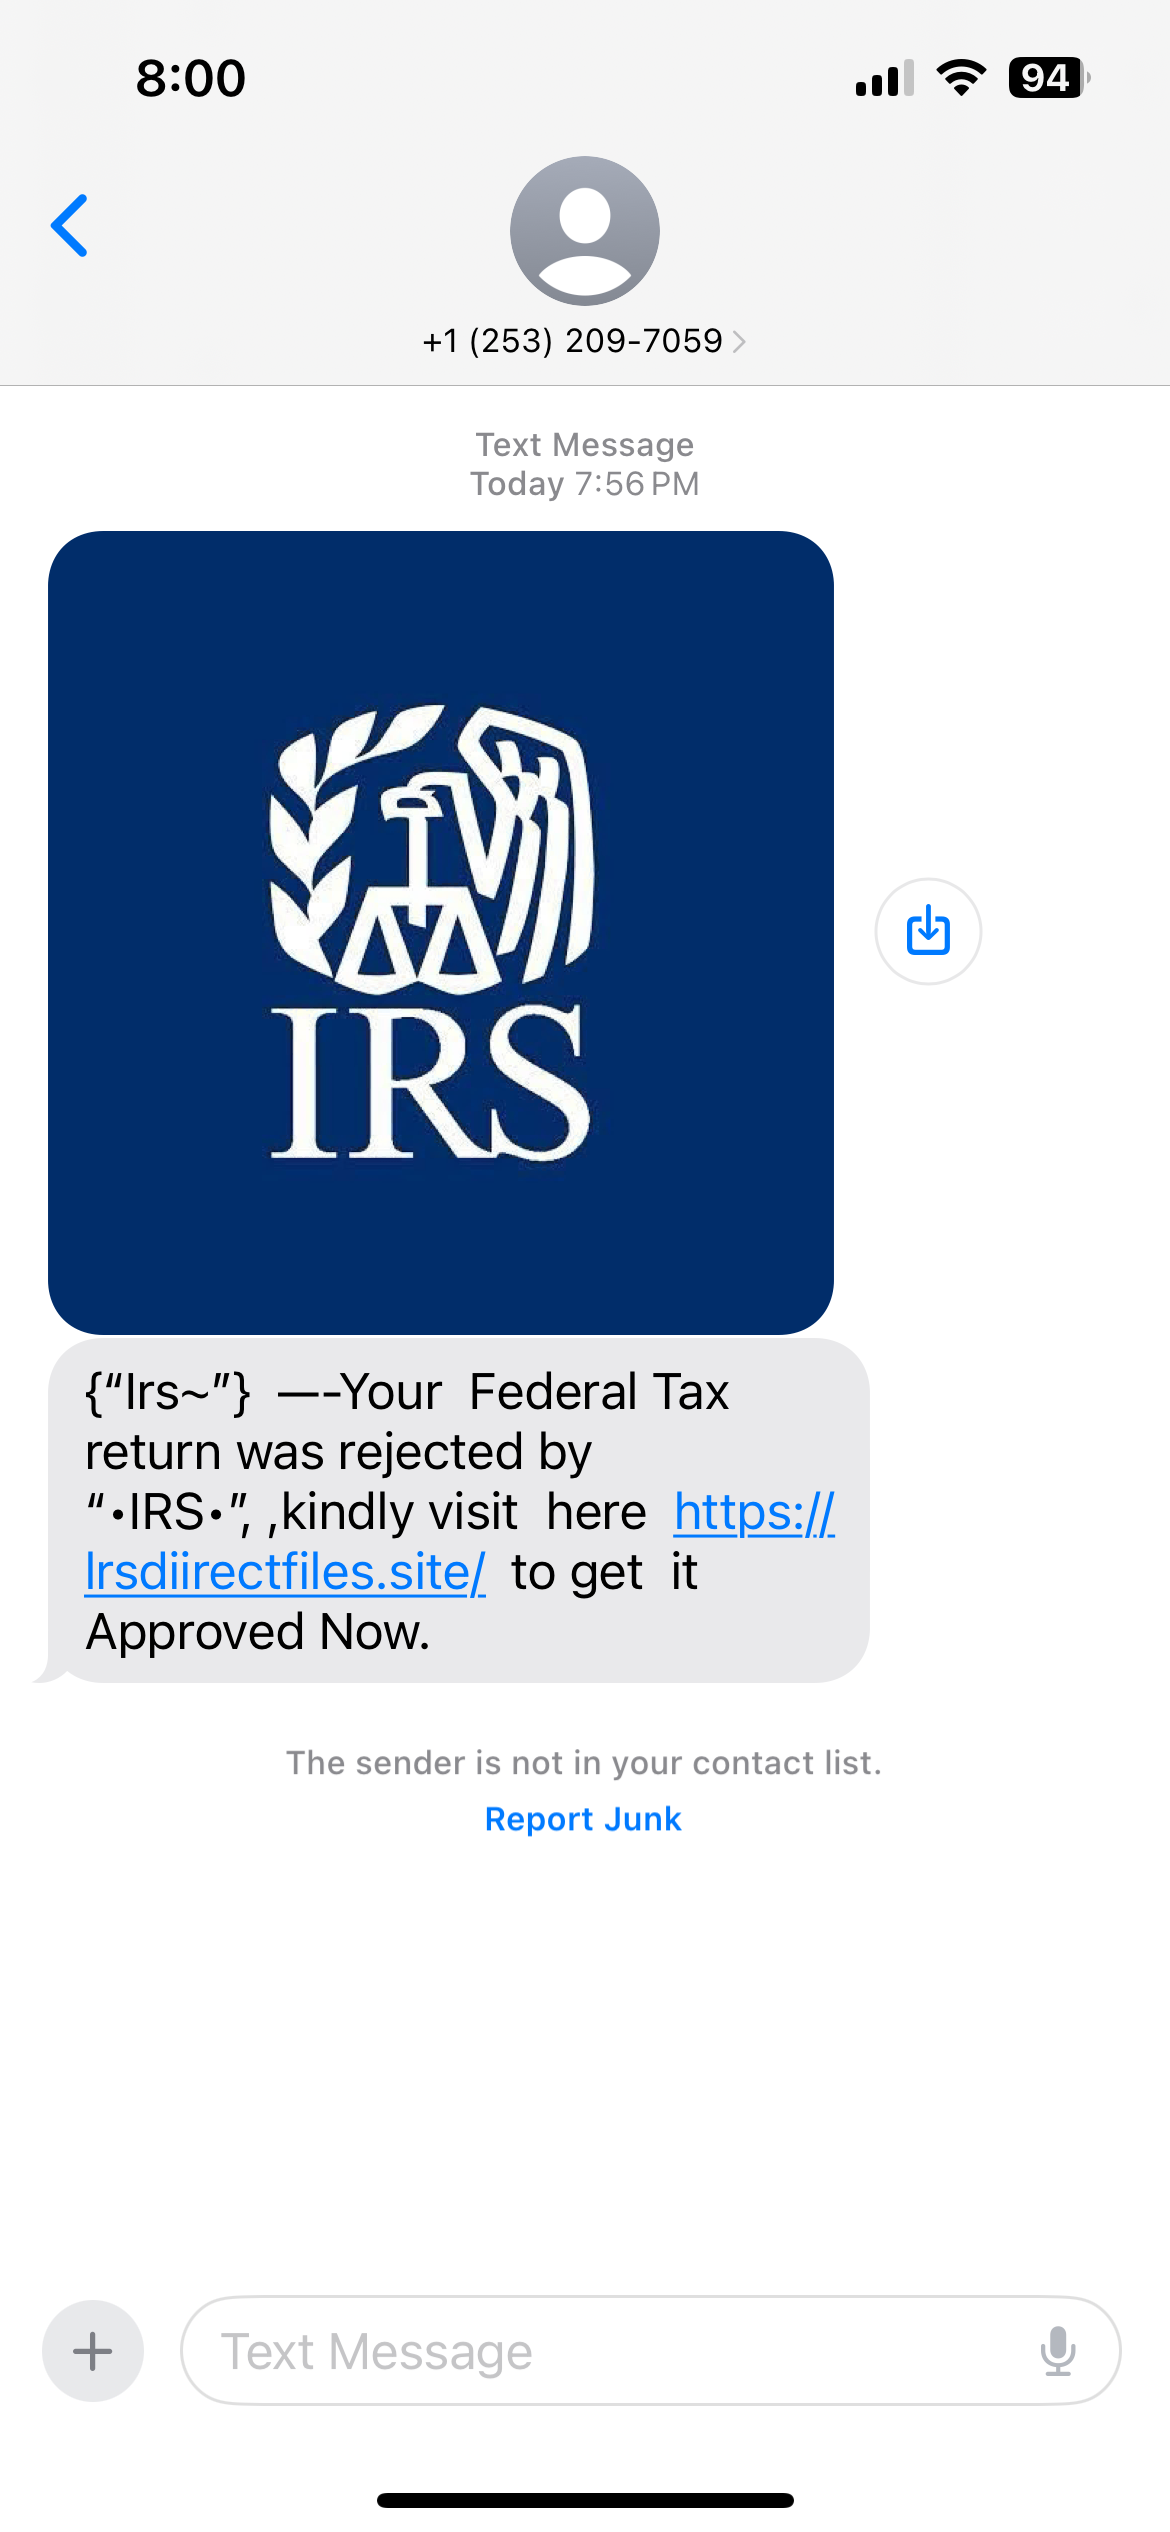 8:00
94
+1 (253) 209-7059
Text Message
Today 7:56 PM
IRS
{“Irs~”}  —-Your  Federal Tax
return was rejected by
“•IRS•”, ,kindly visit  here  https://
Irsdiirectfiles.site/  to get  it
Approved Now.
The sender is not in your contact list.
Report Junk
Text Message